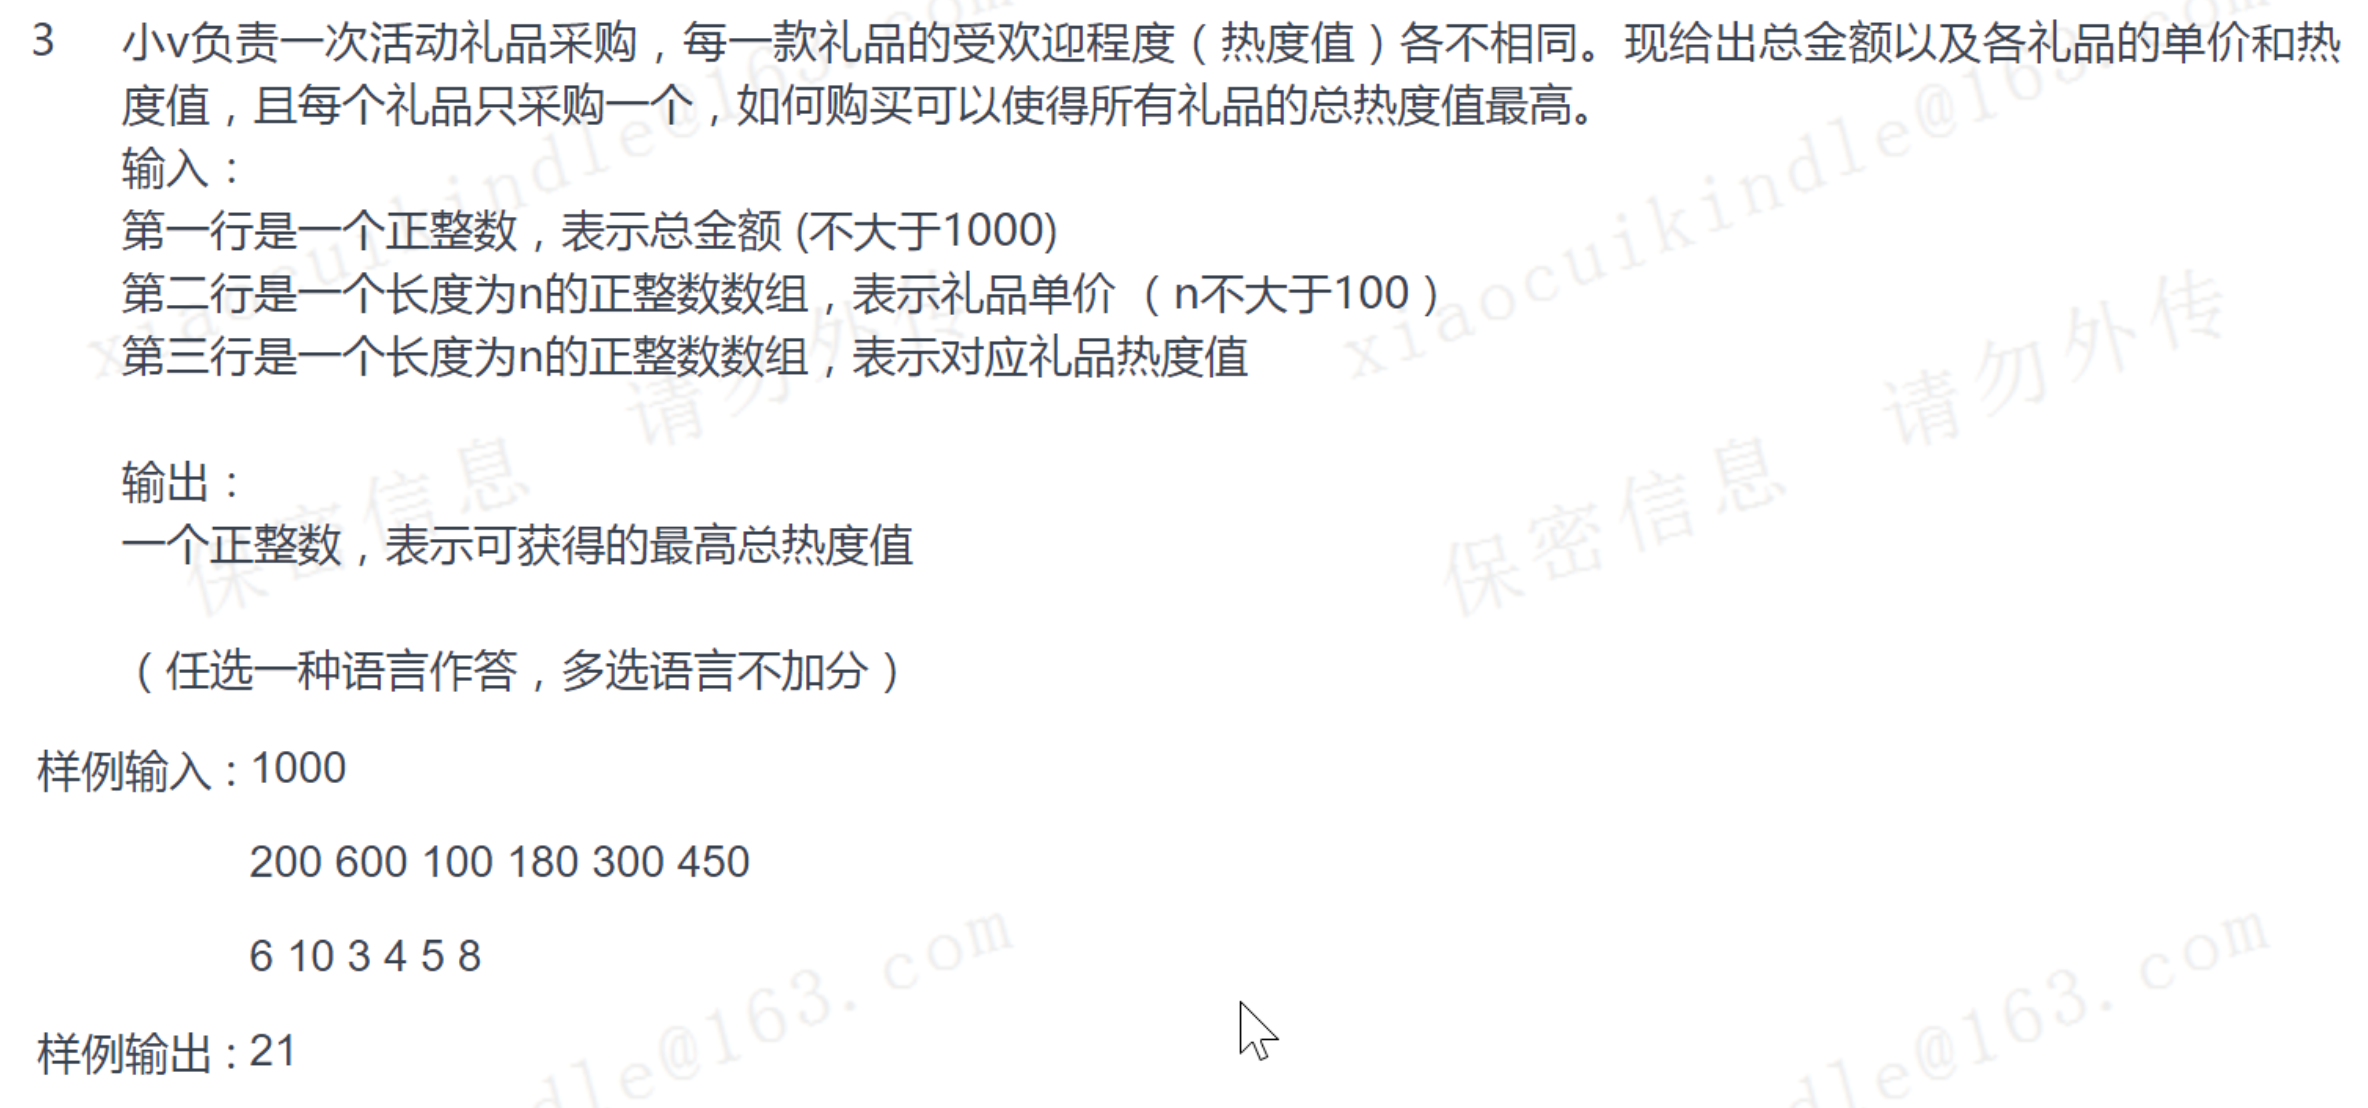 3 小v负责一次活动礼品采购，每一款礼品的受欢迎程度（热度值）各不相同。现给出总金额以及各礼品的单价和热
度值，且每个礼品只采购一个，如何购买可以使得所有礼品的总热度值最高。
输入：
第一行是一个正整数，表示总金额 (不大于1000)
第二行是一个长度为n的正整数数组，表示礼品单价 （n不大于100）
第三行是一个长度为n的正整数数组，表示对应礼品热度值
输出：
一个正整数，表示可获得的最高总热度值
（任选一种语言作答，多选语言不加分）
样例输入：1000
200 600 100 180 300 450
6 10 3 4 5 8
样例输出：21
xiaocuikindle@163.com
保密信息 请勿外传
xiaocuikindle@163.com
保密信息 请勿外传
dle@163.com
dle@163.com